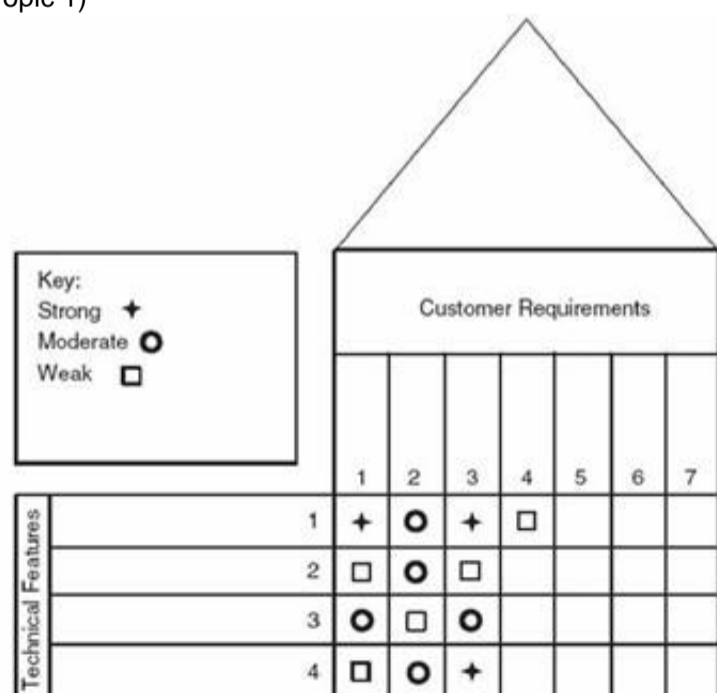 opic 1)
Key:
Strong
Moderate
Weak
Customer Requirements
1 2 3 4 5 6 7
Technical Features
1
2
3
4